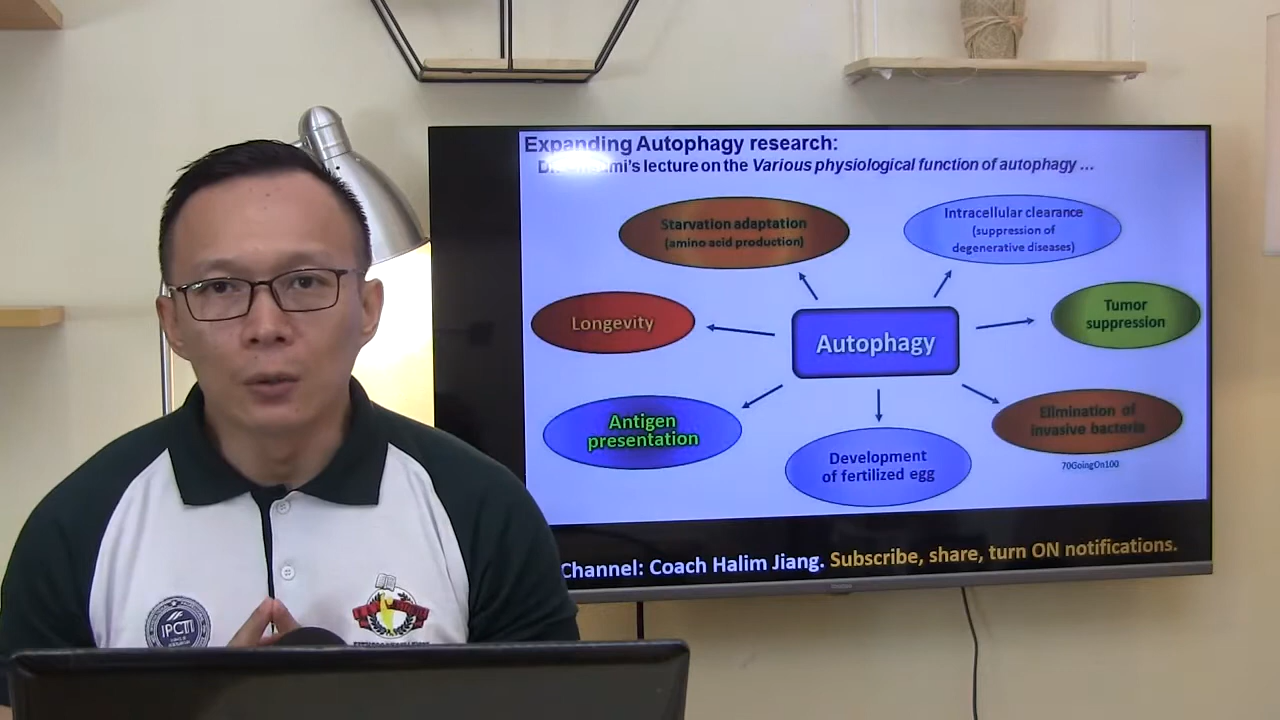 Expanding Autophagy research:
lecture on the Various physiological function of autophagy ...
Starvation adaptation
(amino acid production)
Intracellular clearance
(suppression of
degenerative diseases)
Longevity
Autophagy
Tumor
suppression
Antigen
presentation
Development
of fertilized egg
Elimination of
invasive bacteria
70GoingOn100
Channel: Coach Halim Jiang. Subscribe, share, turn ON notifications.
IPCTI